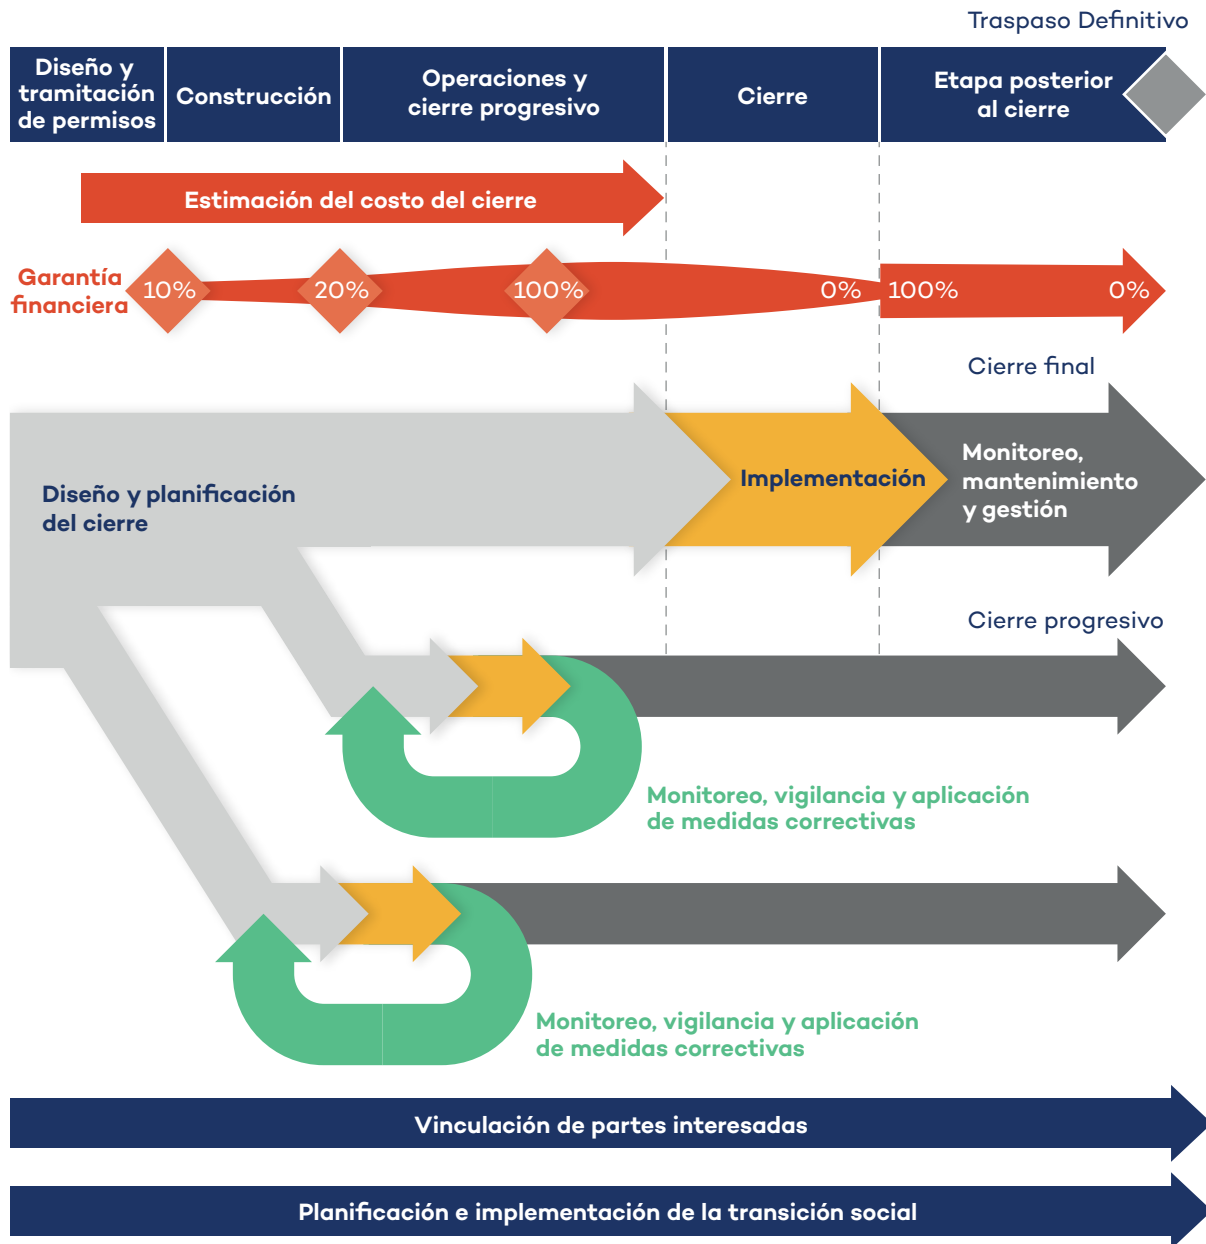 Traspaso Definitivo
Diseño y
tramitación
de permisos
Construcción
Operaciones y
cierre progresivo
Cierre
Etapa posterior
al cierre
Estimación del costo del cierre
Garantía
financiera
10%
20%
100%
0%
100%
0%
Cierre final
Diseño y planificación
del cierre
Implementación
Monitoreo,
mantenimiento
y gestión
Cierre progresivo
Monitoreo, vigilancia y aplicación
de medidas correctivas
Monitoreo, vigilancia y aplicación
de medidas correctivas
Vinculación de partes interesadas
Planificación e implementación de la transición social